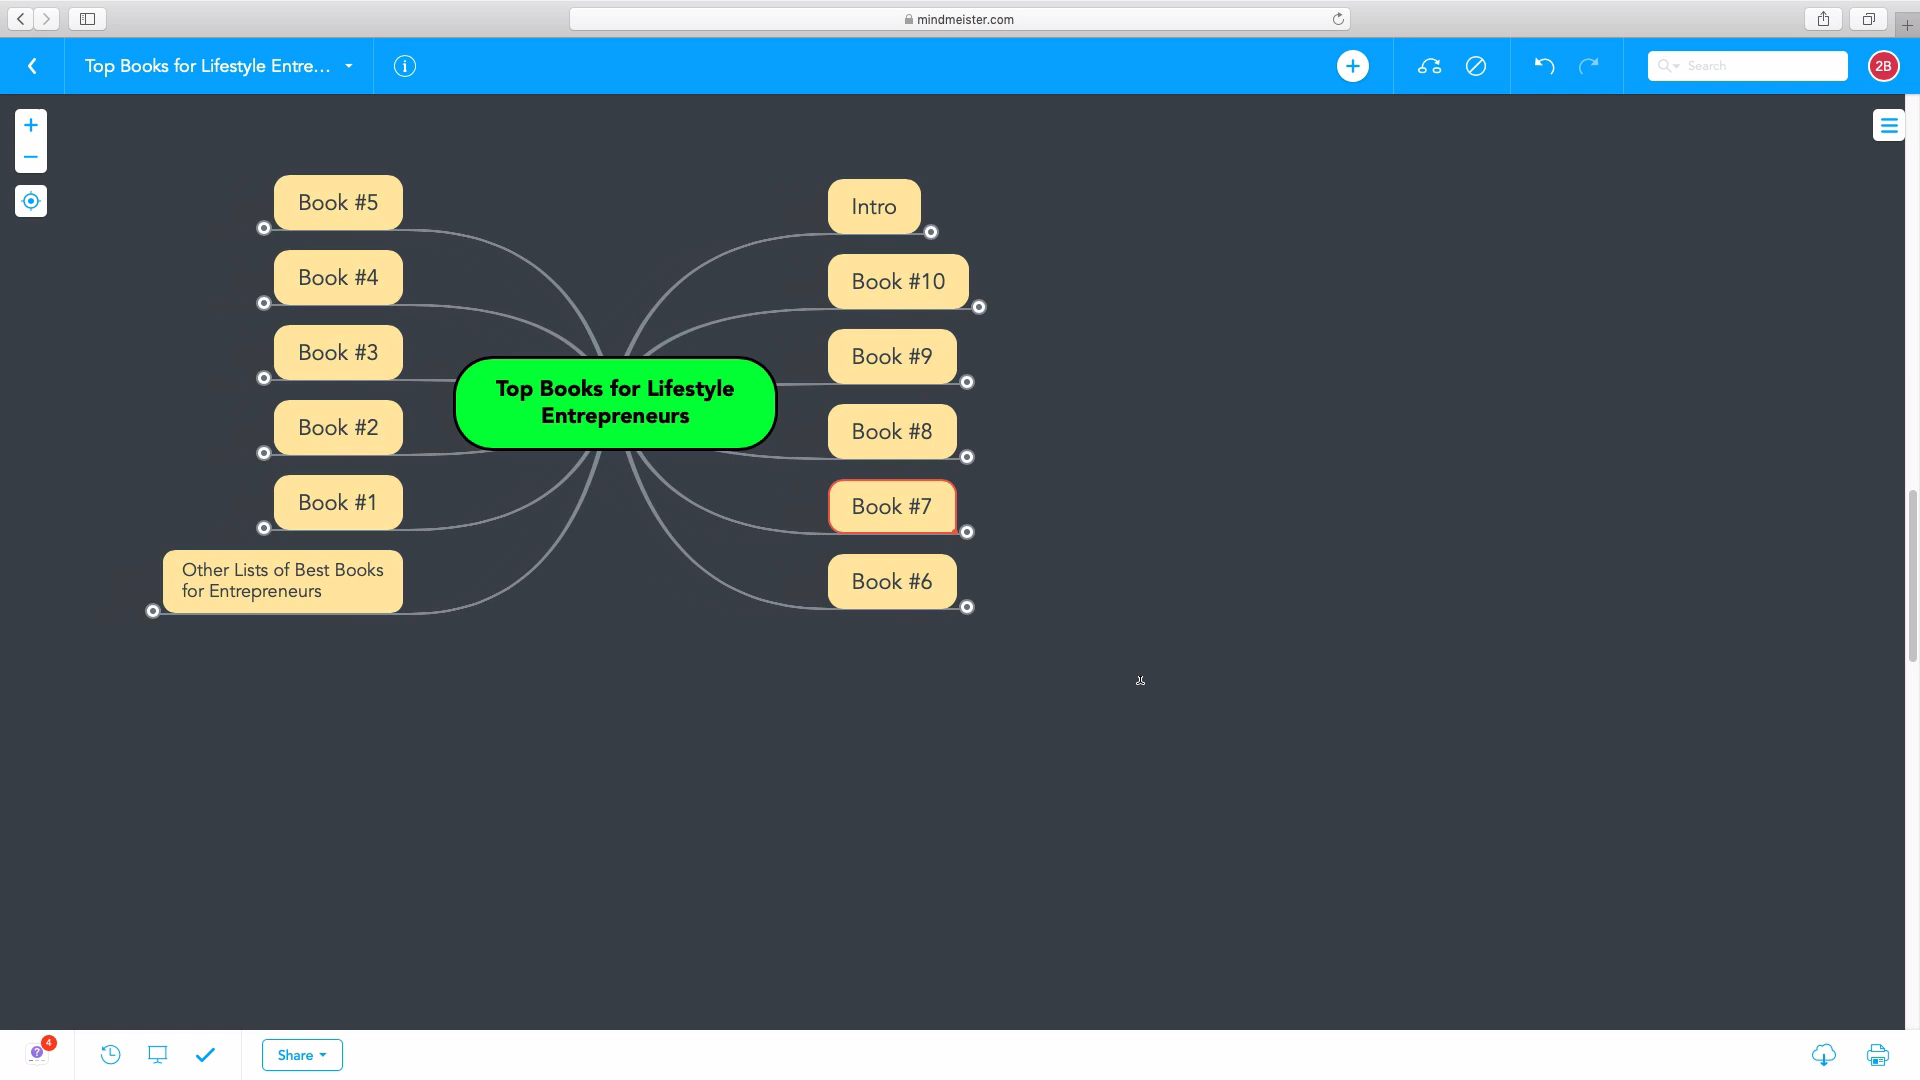 mindmeister.com
Top Books for Lifestyle Entre...
Search
2B
Book #5
Intro
Book #4
Book #10
Book #3
Book #9
Top Books for Lifestyle
Entrepreneurs
Book #2
Book #8
Book #1
Book #7
Other Lists of Best Books
for Entrepreneurs
Book #6
4
Share